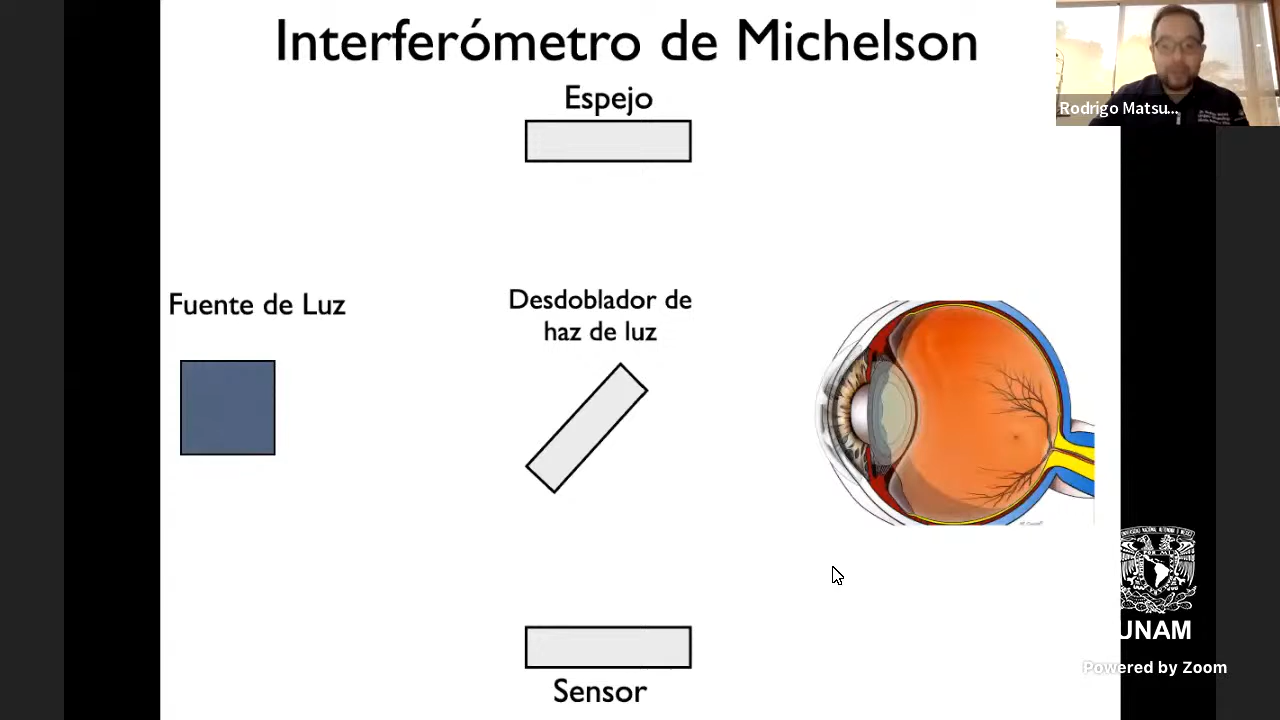 Interferómetro de Michelson
Espejo
Rodrigo Matsu...
Fuente de Luz
Desdoblador de
haz de luz
UNAM
Powered by Zoom
Sensor